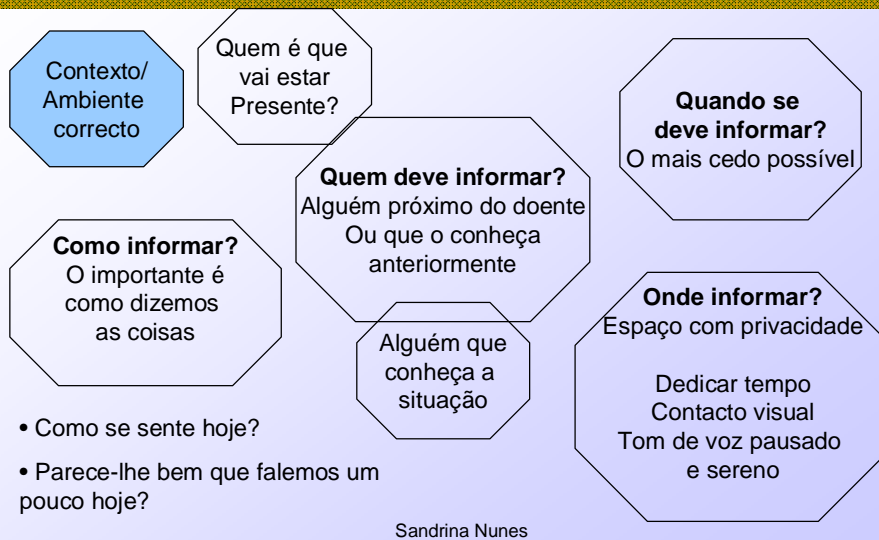 Contexto/
Ambiente
correcto
Quem é que
vai estar
Presente?
Quando se
deve informar?
O mais cedo possível
Quem deve informar?
Alguém próximo do doente
Ou que o conheça
anteriormente
Como informar?
O importante é
como dizemos
as coisas
Alguém que
conheça a
situação
Onde informar?
Espaço com privacidade
Dedicar tempo
Contacto visual
Tom de voz pausado
e sereno
• Como se sente hoje?
• Parece-lhe bem que falemos um
pouco hoje?
Sandrina Nunes